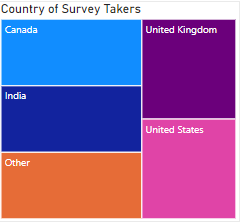 Country of Survey Takers
Canada
United Kingdom
India
United States
Other